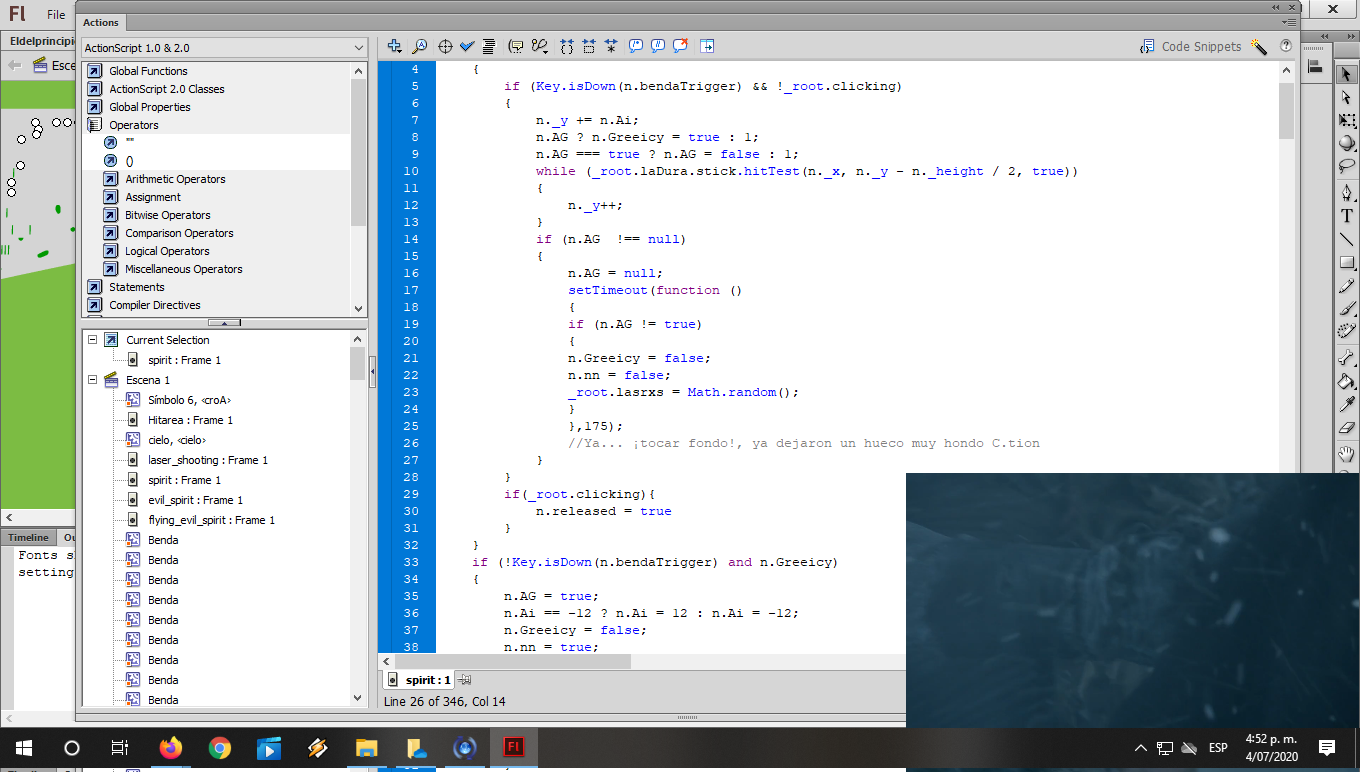 Fl File
Actions
Eldelprincipi
ActionScript 1.0 & 2.0
Code Snippets
Esce
Global Functions
ActionScript 2.0 Classes
Global Properties
Operators
""
()
Arithmetic Operators
Assignment
Bitwise Operators
Comparison Operators
Logical Operators
Miscellaneous Operators
Statements
Compiler Directives
Current Selection
spirit : Frame 1
Escena 1
Símbolo 6, <croA>
Hitarea : Frame 1
cielo, <cielo>
laser_shooting : Frame 1
spirit : Frame 1
evil_spirit : Frame 1
flying_evil_spirit : Frame 1
Benda
Benda
Benda
Benda
Benda
Benda
Benda
Benda
Benda
Timeline Ou
Fonts s
setting
4 {
5 if (Key.isDown(n.bendaTrigger) && !_root.clicking)
6 {
7 n._y += n.Ai;
8 n.AG ? n.Greeicy = true : 1;
9 n.AG === true ? n.AG = false : 1;
10 while (_root.laDura.stick.hitTest(n._x, n._y - n._height / 2, true))
11 {
12 n._y++;
13 }
14 if (n.AG  !== null)
15 {
16 n.AG = null;
17 setTimeout(function ()
18 {
19 if (n.AG != true)
20 {
21 n.Greeicy = false;
22 n.nn = false;
23 _root.lasrxs = Math.random();
24 }
25 },175);
26 //Ya... ¡tocar fondo!, ya dejaron un hueco muy hondo C.tion
27 }
28 }
29 if(_root.clicking){
30 n.released = true
31 }
32 }
33 if (!Key.isDown(n.bendaTrigger) and n.Greeicy)
34 {
35 n.AG = true;
36 n.Ai == -12 ? n.Ai = 12 : n.Ai = -12;
37 n.Greeicy = false;
38 n.nn = true;
spirit : 1
Line 26 of 346, Col 14
T
Fl
ESP
4:52 p. m.
4/07/2020